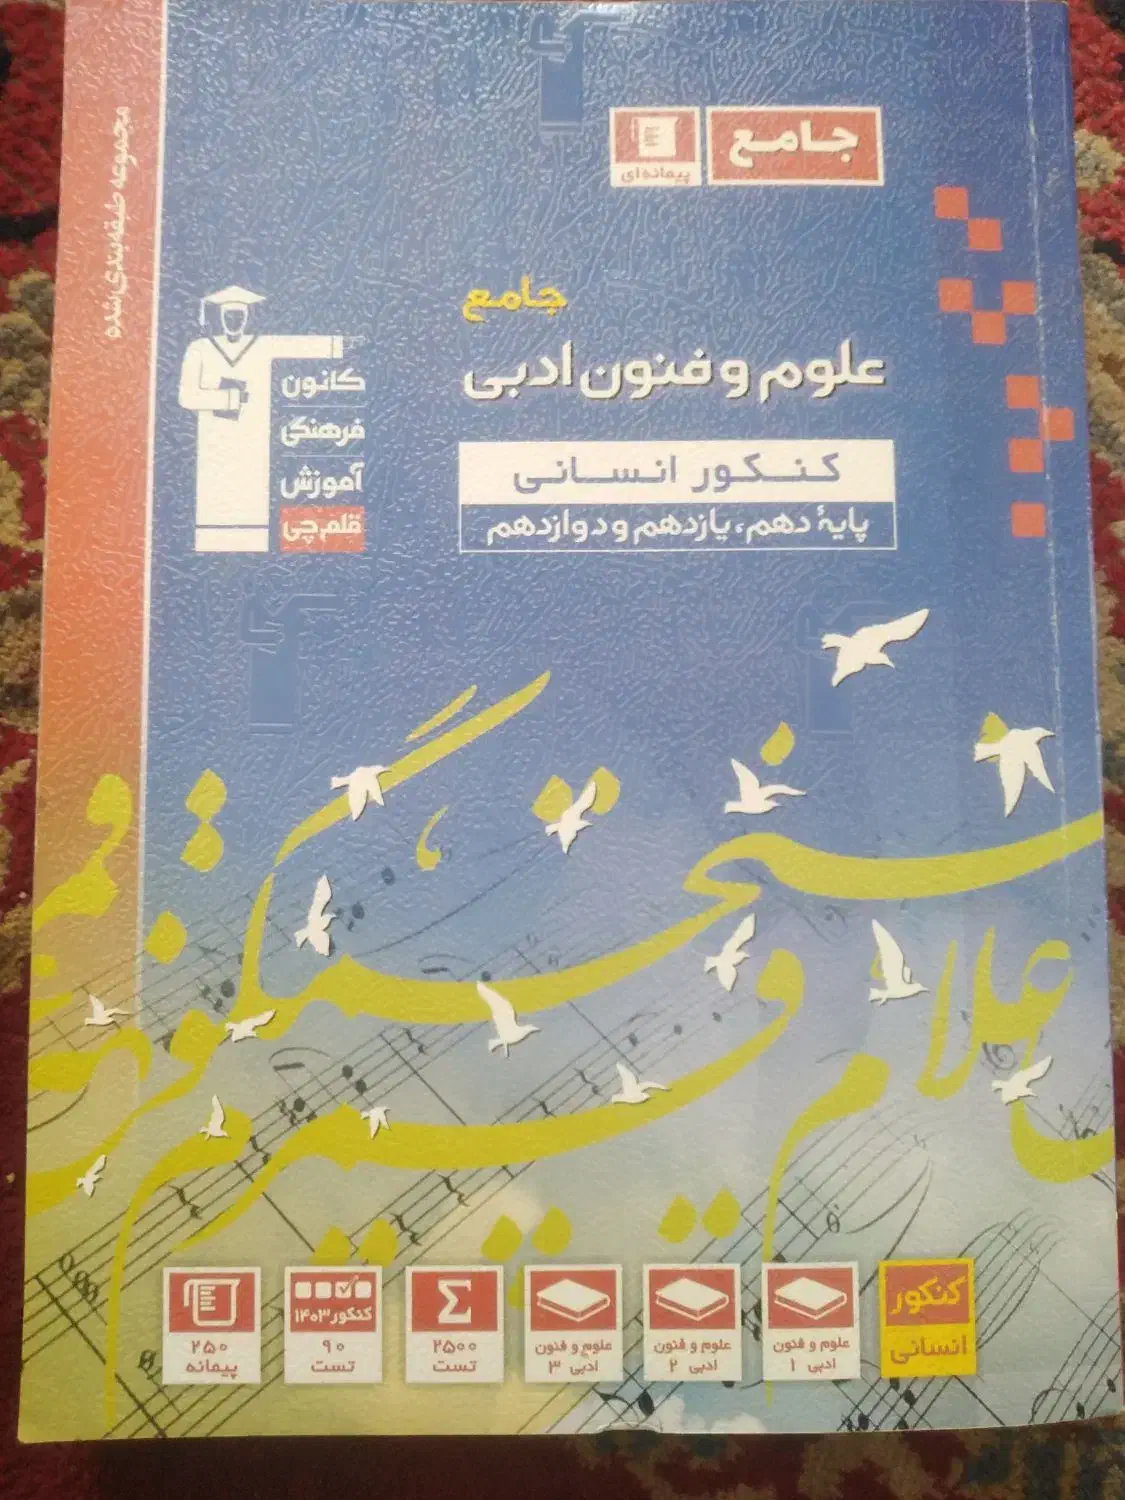 جامع
پیمانه‌ای
مجموعه طبقه‌بندی شده
جامع
علوم و فنون ادبی
کنکور انسانی
پایهٔ دهم، یازدهم و دوازدهم
کانون
فرهنگی
آموزش
قلم‌چی
کنکور
انسانی
علوم و فنون
ادبی ۱
علوم و فنون
ادبی ۲
علوم و فنون
ادبی ۳
۲۵۰۰
تست
کنکور ۱۴۰۳
۹۰
تست
۲۵۰
پیمانه